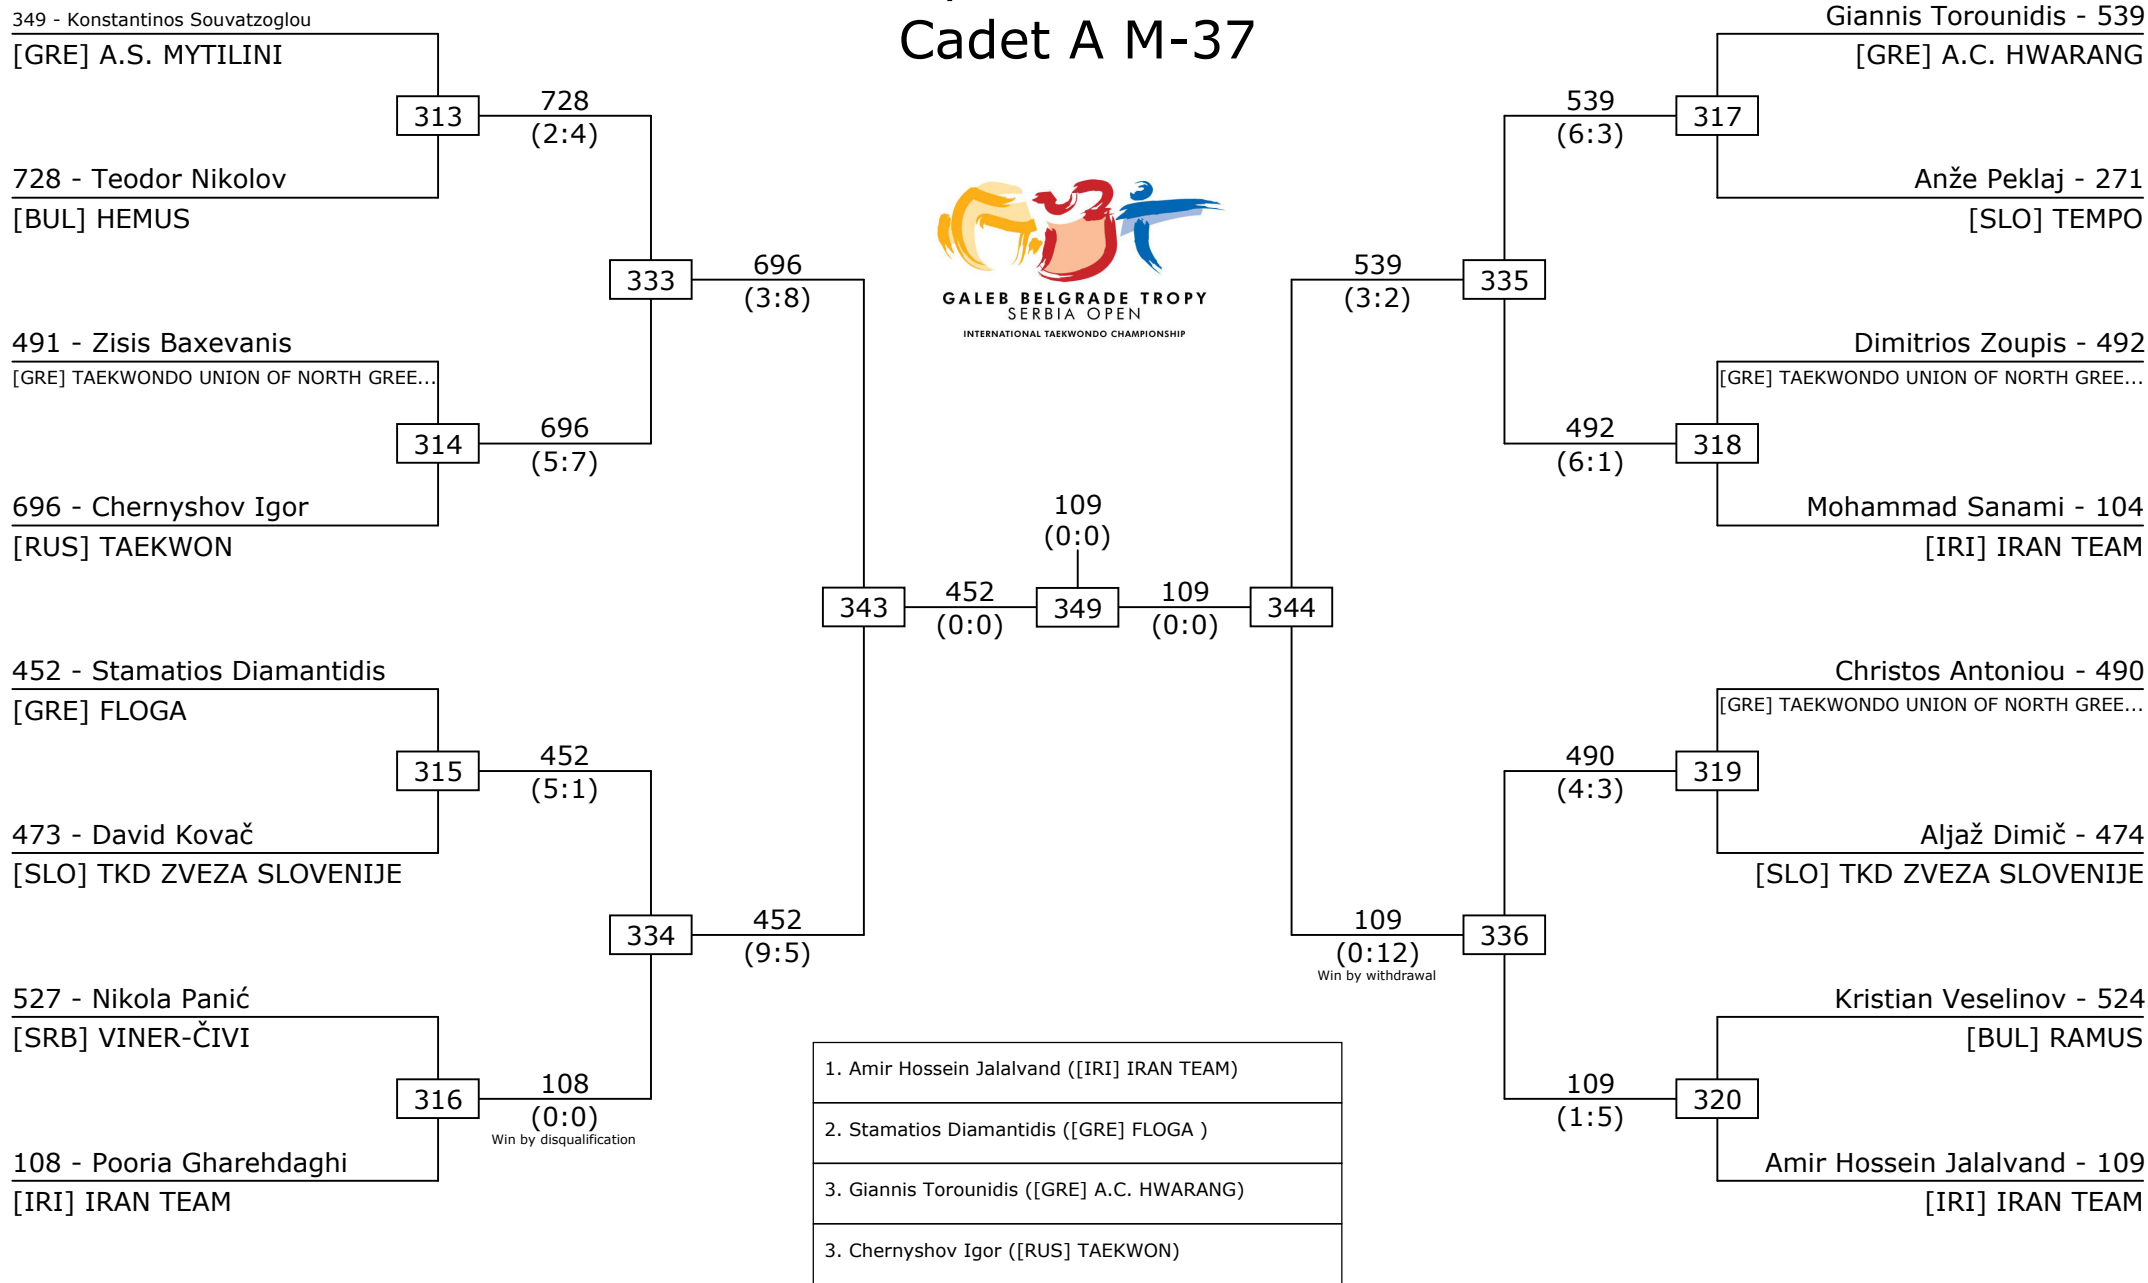 Cadet A M-37
349 - Konstantinos Souvatzoglou
[GRE] A.S. MYTILINI
313
728
(2:4)
728 - Teodor Nikolov
[BUL] HEMUS
333
696
(3:8)
491 - Zisis Baxevanis
[GRE] TAEKWONDO UNION OF NORTH GREE...
314
696
(5:7)
696 - Chernyshov Igor
[RUS] TAEKWON
343
452
(0:0)
452 - Stamatios Diamantidis
[GRE] FLOGA
315
452
(5:1)
473 - David Kovač
[SLO] TKD ZVEZA SLOVENIJE
334
452
(9:5)
527 - Nikola Panić
[SRB] VINER-ČIVI
316
108
(0:0)
Win by disqualification
108 - Pooria Gharehdaghi
[IRI] IRAN TEAM
GALEB BELGRADE TROPY
SERBIA OPEN
INTERNATIONAL TAEKWONDO CHAMPIONSHIP
109
(0:0)
349
109
(0:0)
344
Giannis Torounidis - 539
[GRE] A.C. HWARANG
539
(6:3)
317
Anže Peklaj - 271
[SLO] TEMPO
539
(3:2)
335
Dimitrios Zoupis - 492
[GRE] TAEKWONDO UNION OF NORTH GREE...
492
(6:1)
318
Mohammad Sanami - 104
[IRI] IRAN TEAM
Christos Antoniou - 490
[GRE] TAEKWONDO UNION OF NORTH GREE...
490
(4:3)
319
Aljaž Dimič - 474
[SLO] TKD ZVEZA SLOVENIJE
109
(0:12)
Win by withdrawal
336
Kristian Veselinov - 524
[BUL] RAMUS
109
(1:5)
320
Amir Hossein Jalalvand - 109
[IRI] IRAN TEAM
1. Amir Hossein Jalalvand ([IRI] IRAN TEAM)
2. Stamatios Diamantidis ([GRE] FLOGA )
3. Giannis Torounidis ([GRE] A.C. HWARANG)
3. Chernyshov Igor ([RUS] TAEKWON)